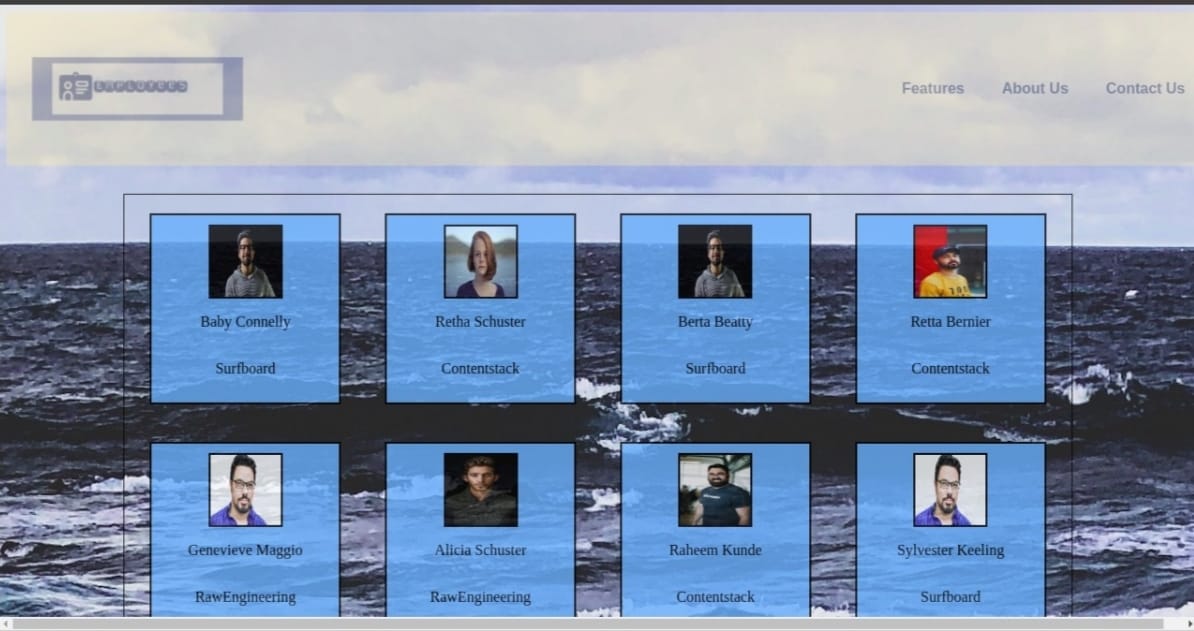 EMPLOYEES
Features About Us Contact Us
Baby Connelly Retha Schuster Berta Beatty Retta Bernier
Surfboard Contentstack Surfboard Contentstack
Genevieve Maggio Alicia Schuster Raheem Kunde Sylvester Keeling
RawEngineering RawEngineering Contentstack Surfboard